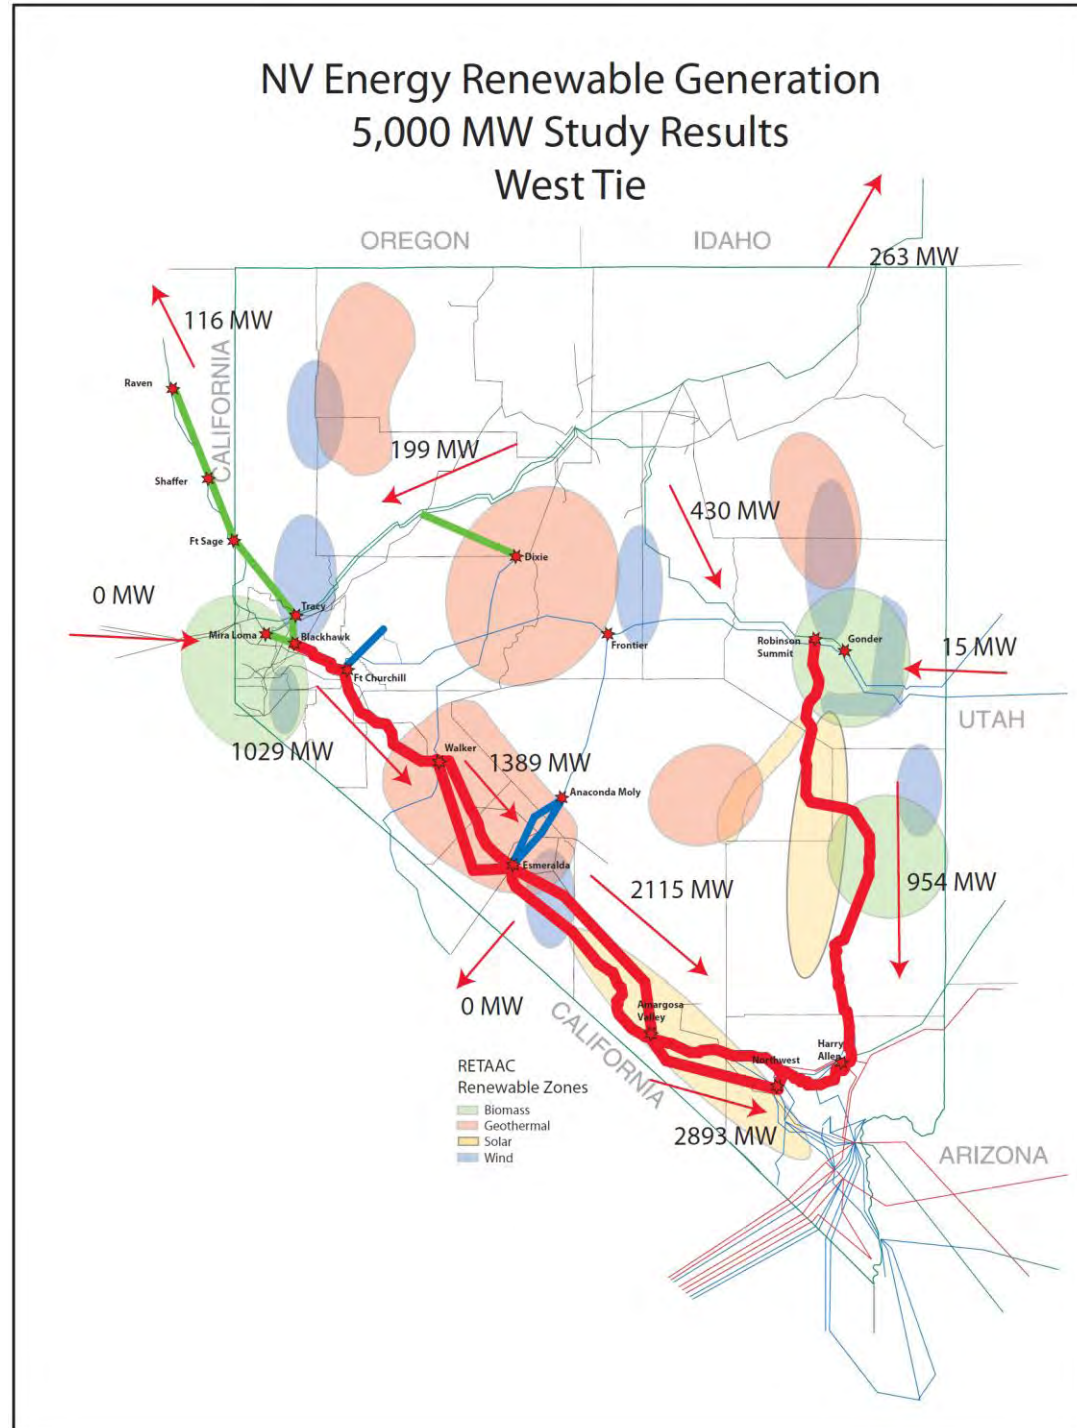 NV Energy Renewable Generation
5,000 MW Study Results
West Tie
OREGON
IDAHO
263 MW
116 MW
CALIFORNIA
Raven
199 MW
Shaffer
430 MW
Ft Sage
Dixie
0 MW
Tracy
Mira Loma
Blackhawk
Frontier
Robinson
Summit
Gonder
15 MW
Ft Churchill
UTAH
1029 MW
Walker
1389 MW
Anaconda Moly
Esmeralda
2115 MW
954 MW
0 MW
CALIFORNIA
Amargosa
Valley
Harry
Allen
Northwest
RETAAC
Renewable Zones
Biomass
Geothermal
Solar
Wind
2893 MW
ARIZONA